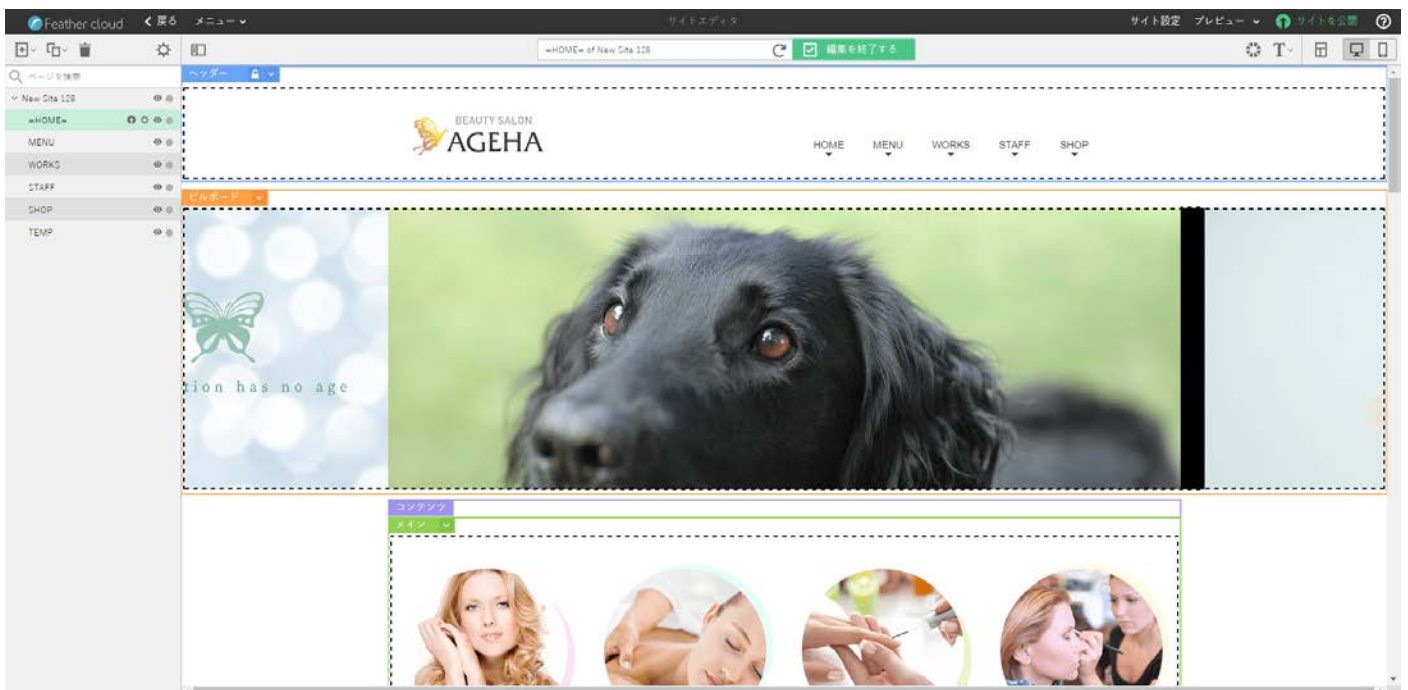 Feather cloud
戻る
メニュー
サイトエディタ
サイト設定
プレビュー
サイトを公開
=HOME= of New Site 128
編集を終了する
T
ページを検索
New Site 128
=HOME=
MENU
WORKS
STAFF
SHOP
TEMP
ヘッダー
BEAUTY SALON
AGEHA
HOME MENU WORKS STAFF SHOP
ビルボード
tion has no age
コンテンツ
メイン